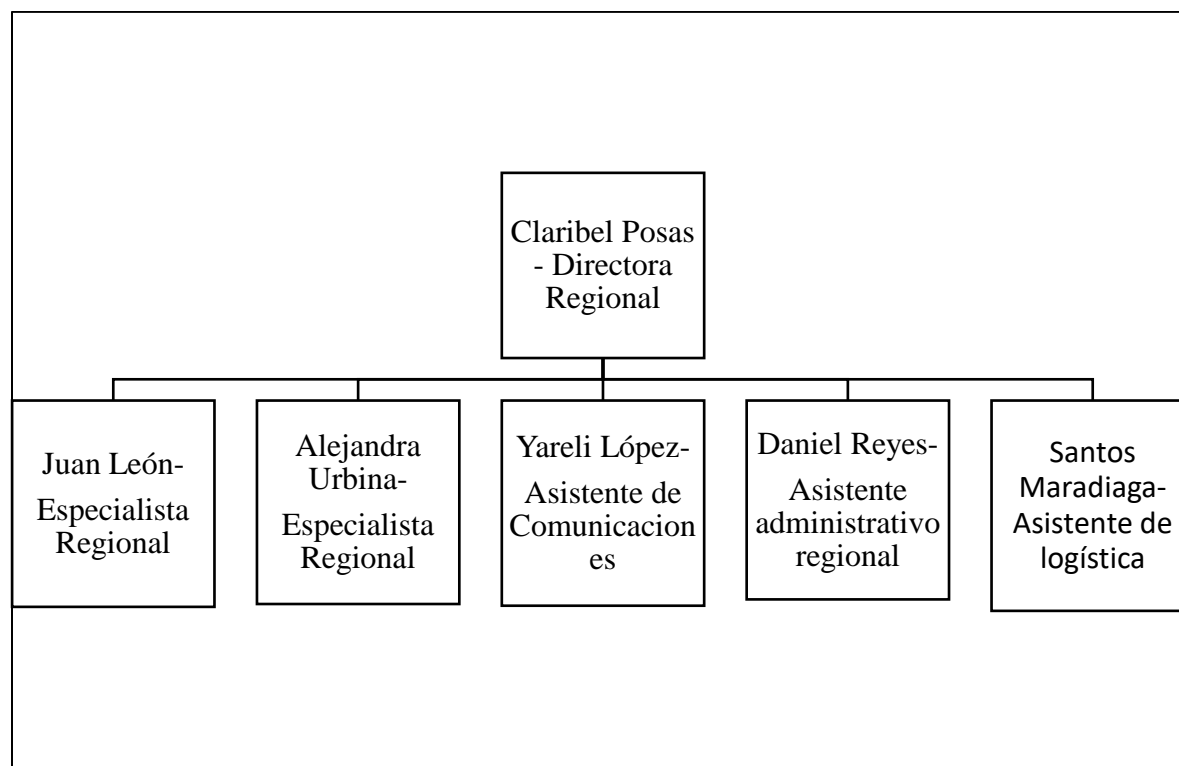 Claribel Posas
- Directora
Regional
Juan León-
Especialista
Regional
Alejandra
Urbina-
Especialista
Regional
Yareli López-
Asistente de
Comunicacion
es
Daniel Reyes-
Asistente
administrativo
regional
Santos
Maradiaga-
Asistente de
logística